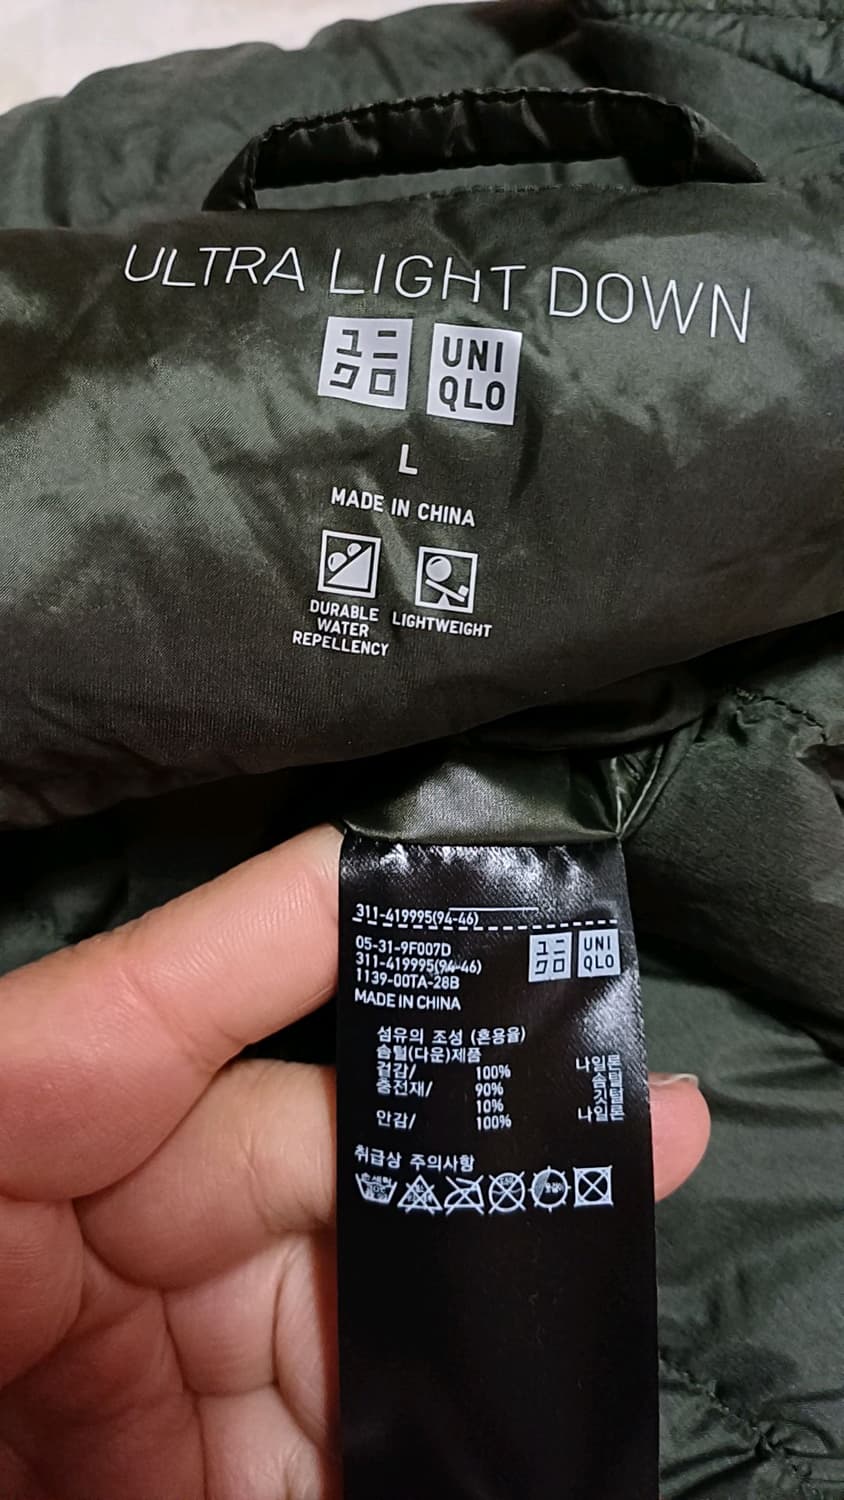 ULTRA LIGHT DOWN
ユニ
クロ
UNI
QLO
L
MADE IN CHINA
DURABLE
WATER
REPELLENCY
LIGHTWEIGHT
311-419995(94-46)
05-31-9F007D
311-419995(94-46)
1139-00TA-28B
MADE IN CHINA
ユニ
クロ
UNI
QLO
섬유의 조성 (혼용율)
솜털(다운)제품
겉감/ 100% 나일론
충전재/ 90% 솜털
10% 깃털
안감/ 100% 나일론
취급상 주의사항